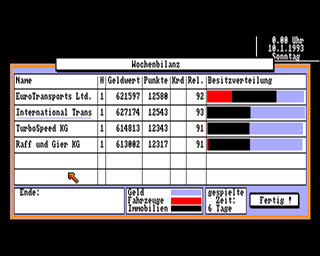 0.00 Uhr
10.1.1993
Sonntag
Wochenbilanz
Name H Geldwert Punkte Krd Rel. Besitzverteilung
EuroTransports Ltd. 1 621597 12580 92
International Trans 1 627174 12543 93
TurboSpeed KG 1 614813 12343 91
Raff und Gier KG 1 613002 12317 91
Ende:
Geld
Fahrzeuge
Immobilien
gespielte
Zeit:
6 Tage
Fertig !